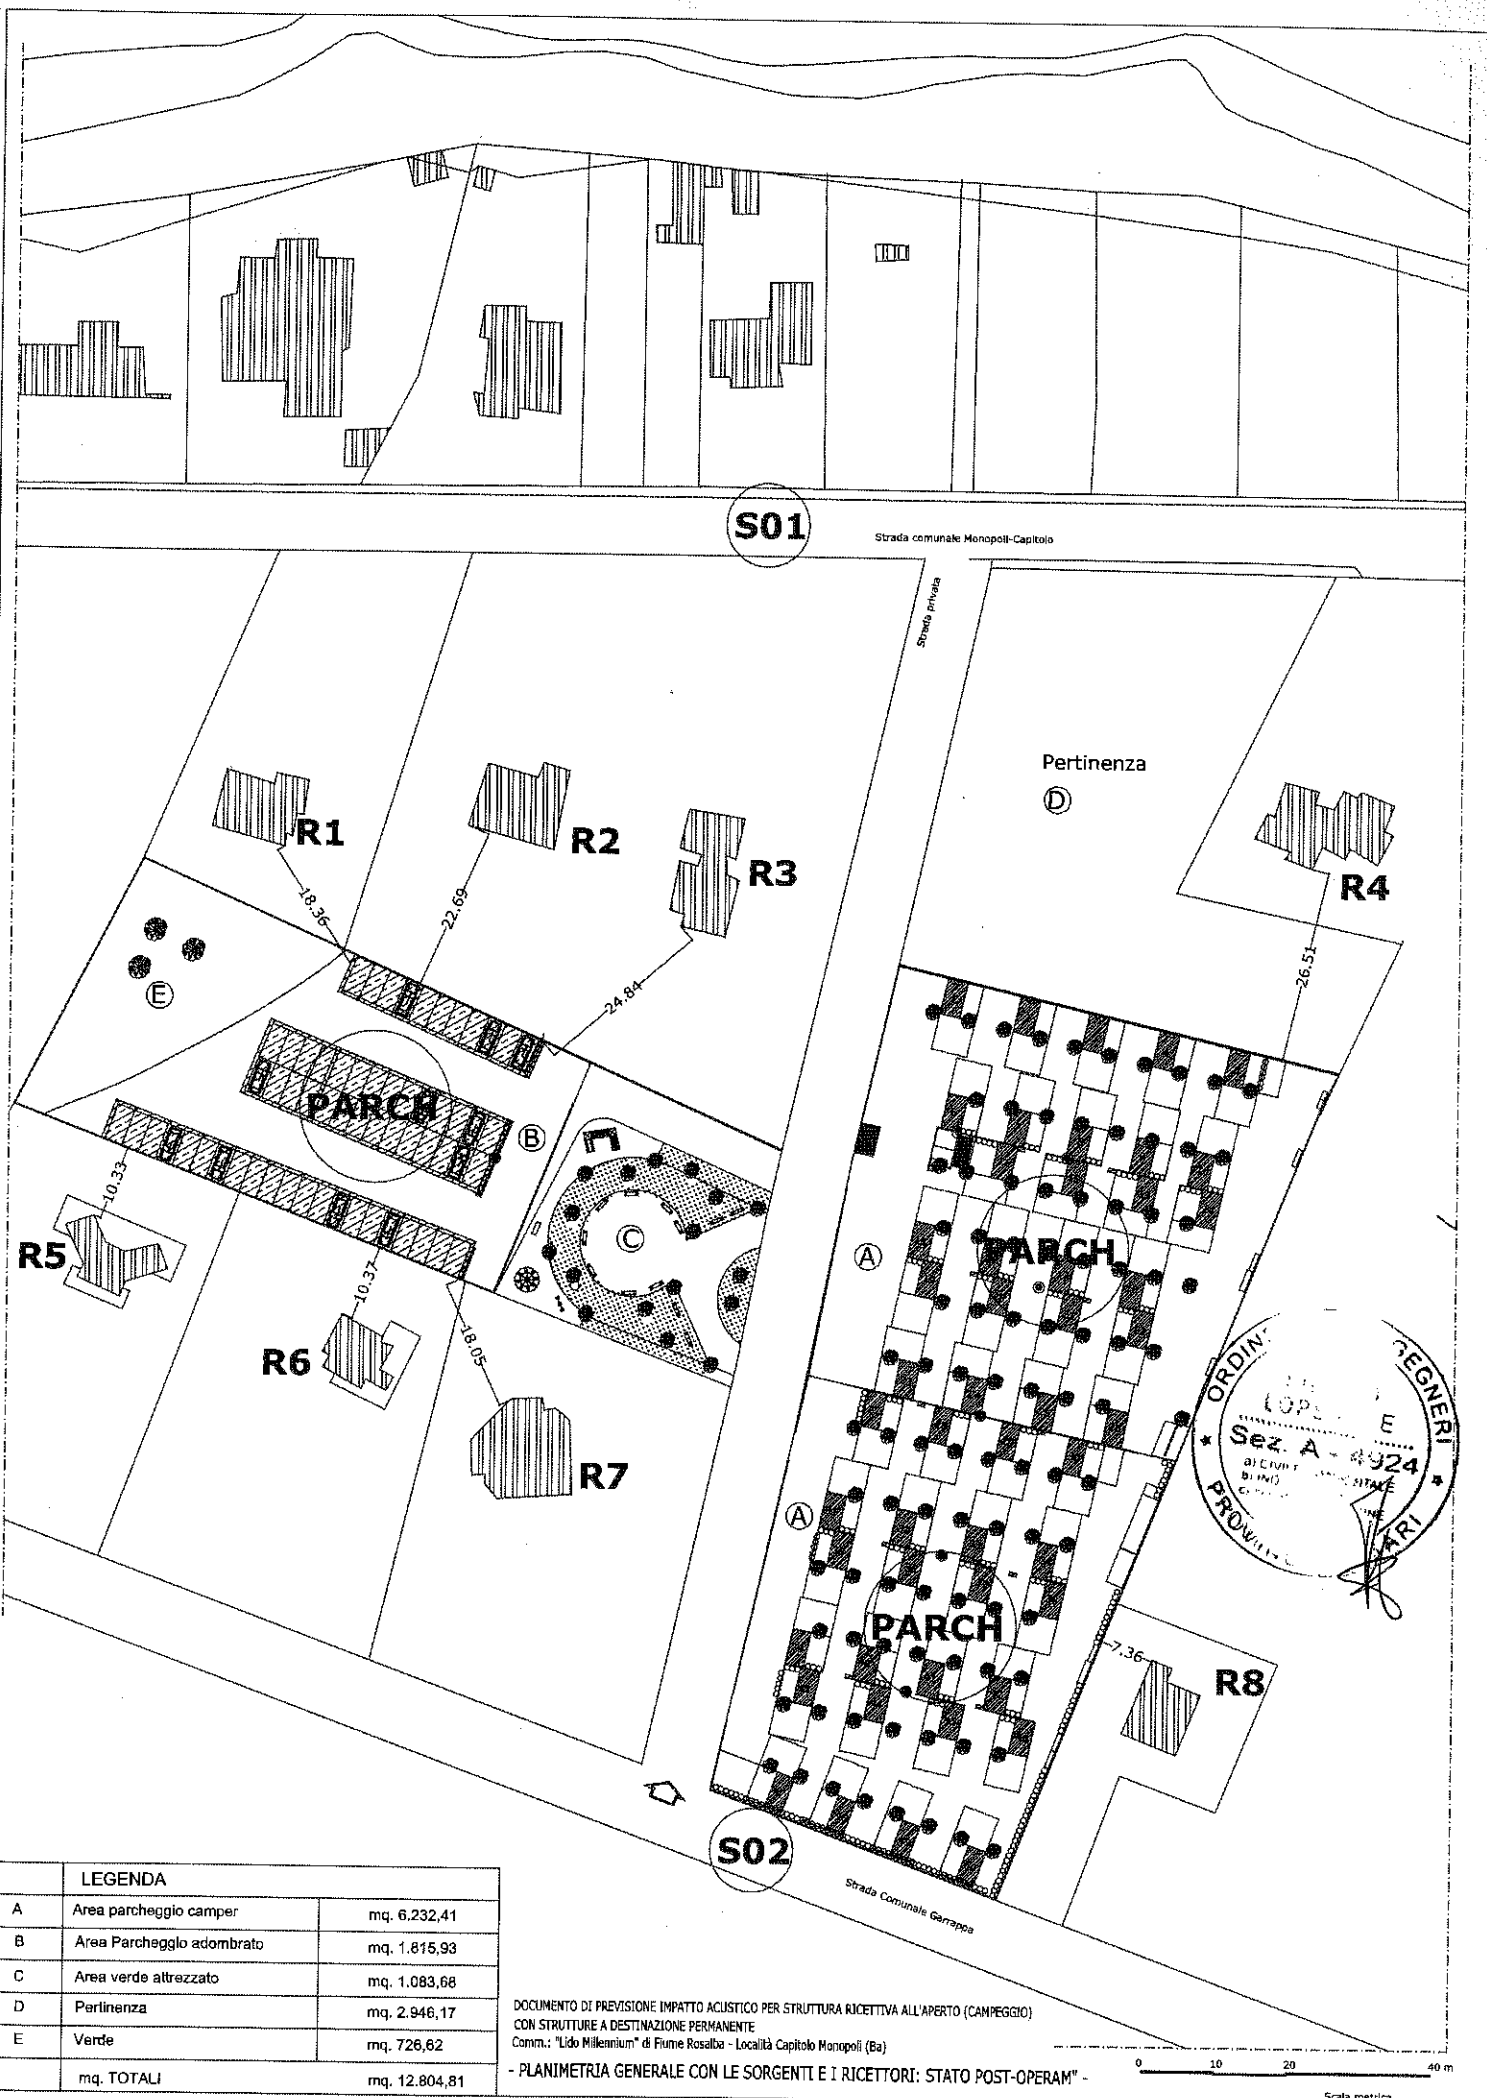 S01
Strada comunale Monopoli-Capitolo
Strada privata
Pertinenza
D
R1
R2
R3
R4
18.36
22.69
24.84
26.51
E
PARCH
B
C
A
PARCH
10.33
R5
10.37
R6
18.05
R7
A
PARCH
7.36
R8
Sez. A - 4924
S02
Strada Comunale Garrappa
LEGENDA
A Area parcheggio camper mq. 6.232,41
B Area Parcheggio adombrato mq. 1.815,93
C Area verde attrezzato mq. 1.083,68
D Pertinenza mq. 2.946,17
E Verde mq. 726,62
mq. TOTALI mq. 12.804,81
DOCUMENTO DI PREVISIONE IMPATTO ACUSTICO PER STRUTTURA RICETTIVA ALL'APERTO (CAMPEGGIO)
CON STRUTTURE A DESTINAZIONE PERMANENTE
Comm.: "Lido Millennium" di Fiume Rosalba - Località Capitolo Monopoli (Ba)
- PLANIMETRIA GENERALE CON LE SORGENTI E I RICETTORI: STATO POST-OPERAM" -
0 10 20 40 m
Scala metrica